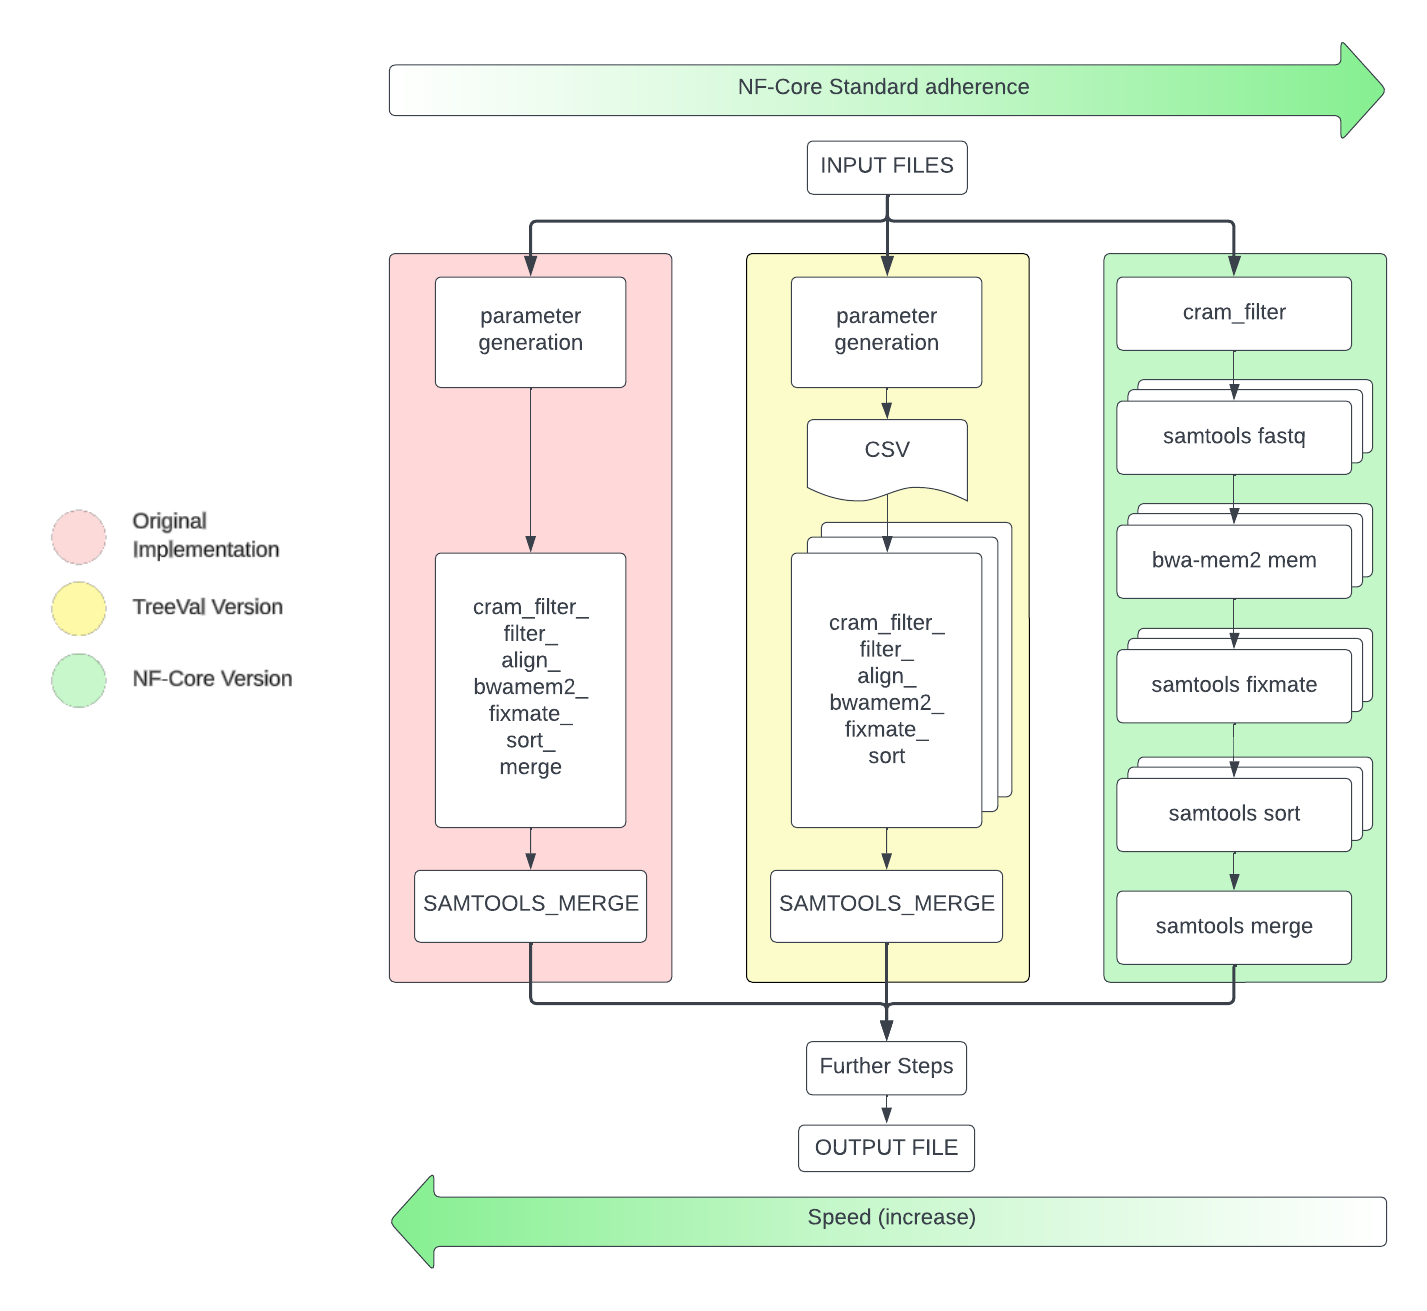 NF-Core Standard adherence
INPUT FILES
parameter
generation
cram_filter_
filter_
align_
bwamem2_
fixmate_
sort_
merge
SAMTOOLS_MERGE
parameter
generation
CSV
cram_filter_
filter_
align_
bwamem2_
fixmate_
sort
SAMTOOLS_MERGE
cram_filter
samtools fastq
bwa-mem2 mem
samtools fixmate
samtools sort
samtools merge
Original
Implementation
TreeVal Version
NF-Core Version
Further Steps
OUTPUT FILE
Speed (increase)